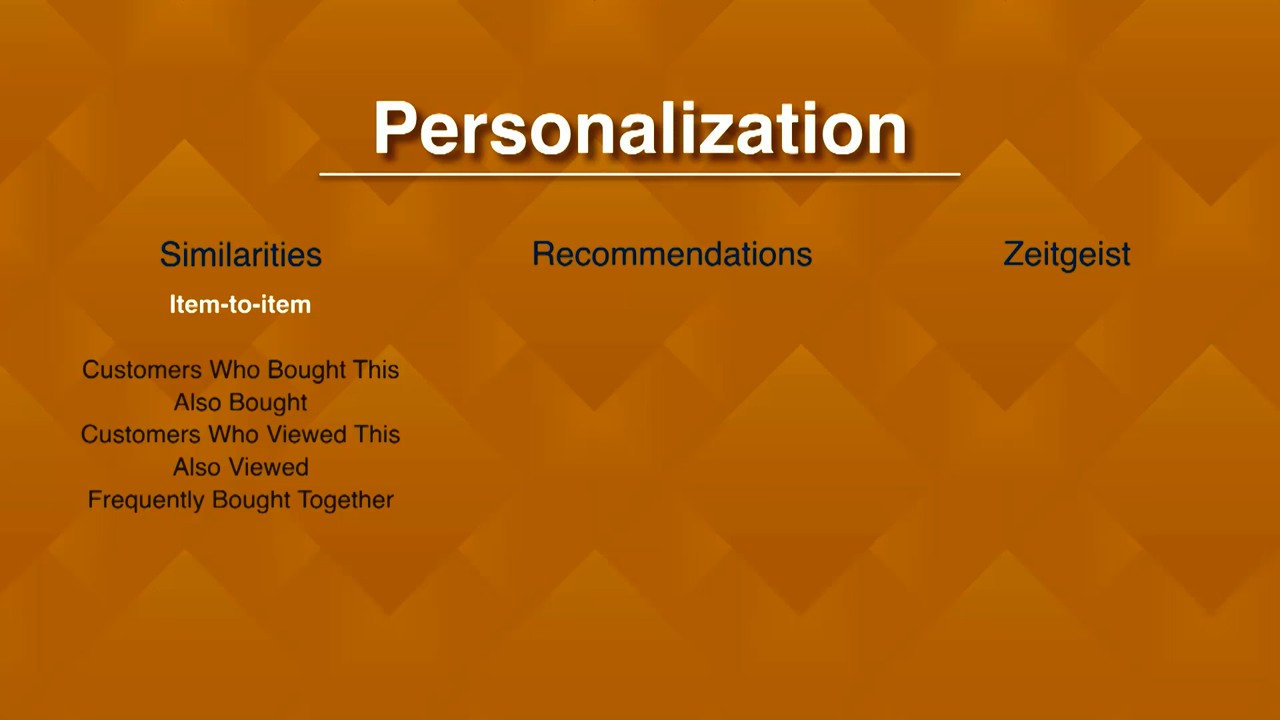 Personalization
Similarities
Recommendations
Zeitgeist
Item-to-item
Customers Who Bought This
Also Bought
Customers Who Viewed This
Also Viewed
Frequently Bought Together